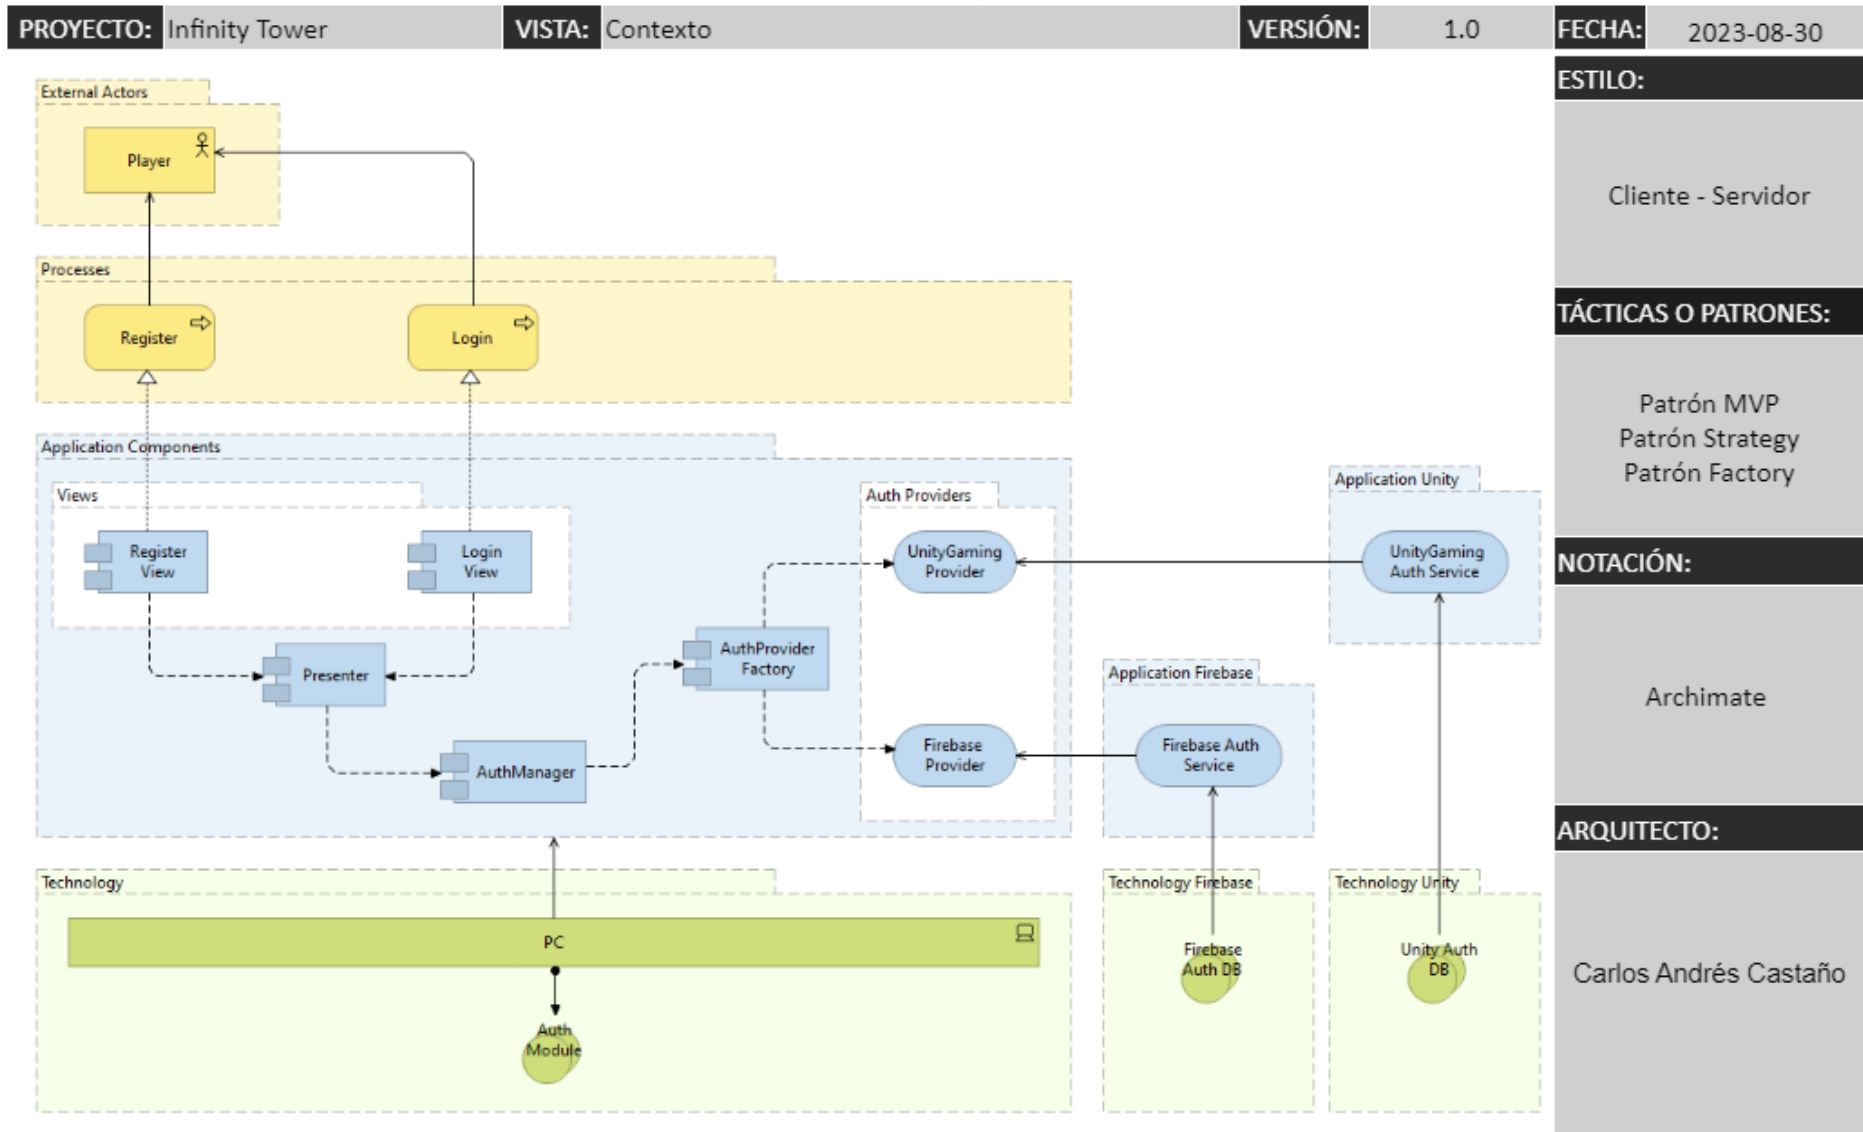 PROYECTO: Infinity Tower VISTA: Contexto VERSIÓN: 1.0 FECHA: 2023-08-30
External Actors
Player
Processes
Register
Login
Application Components
Views
Register
View
Login
View
Presenter
AuthManager
AuthProvider
Factory
Auth Providers
UnityGaming
Provider
Firebase
Provider
Application Firebase
Firebase Auth
Service
Application Unity
UnityGaming
Auth Service
Technology
PC
Auth
Module
Technology Firebase
Firebase
Auth DB
Technology Unity
Unity Auth
DB
ESTILO:
Cliente - Servidor
TÁCTICAS O PATRONES:
Patrón MVP
Patrón Strategy
Patrón Factory
NOTACIÓN:
Archimate
ARQUITECTO:
Carlos Andrés Castaño